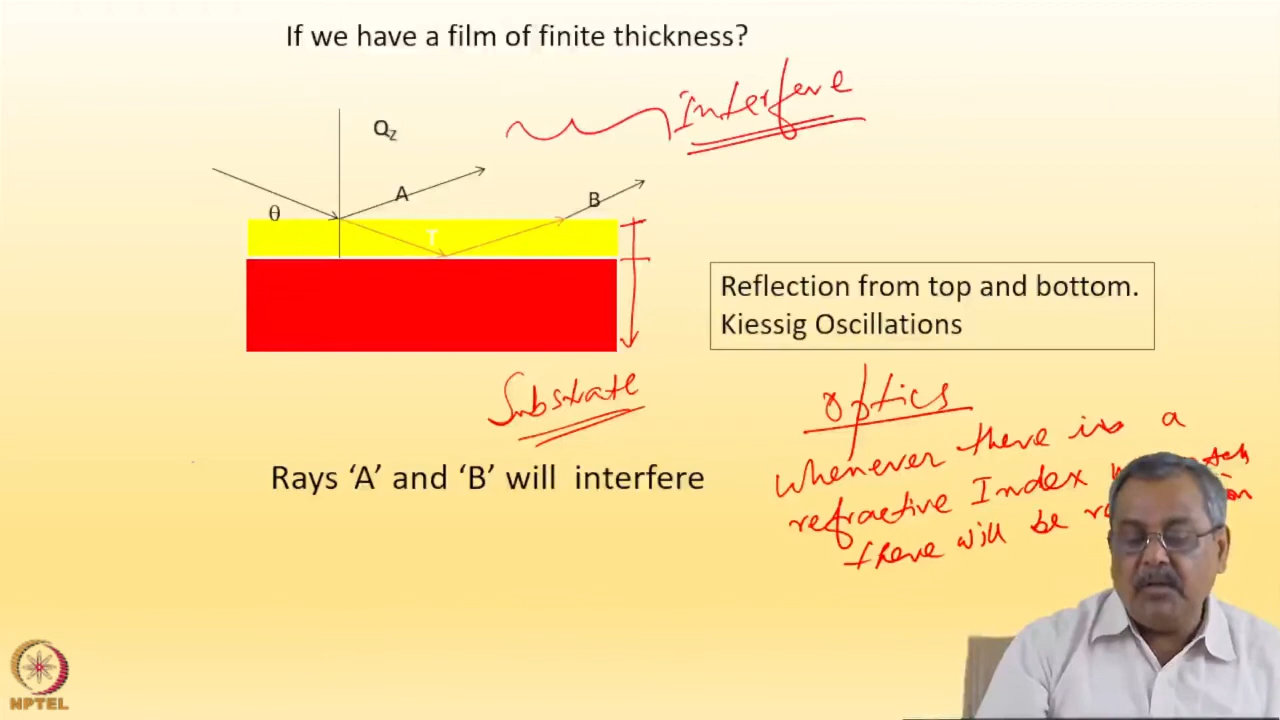 If we have a film of finite thickness?
Interfere
Qz
A
B
θ
T
Reflection from top and bottom.
Kiessig Oscillations
Substrate
optics
Whenever there is a
refractive Index
there will be
Rays ‘A’ and ‘B’ will interfere
NPTEL